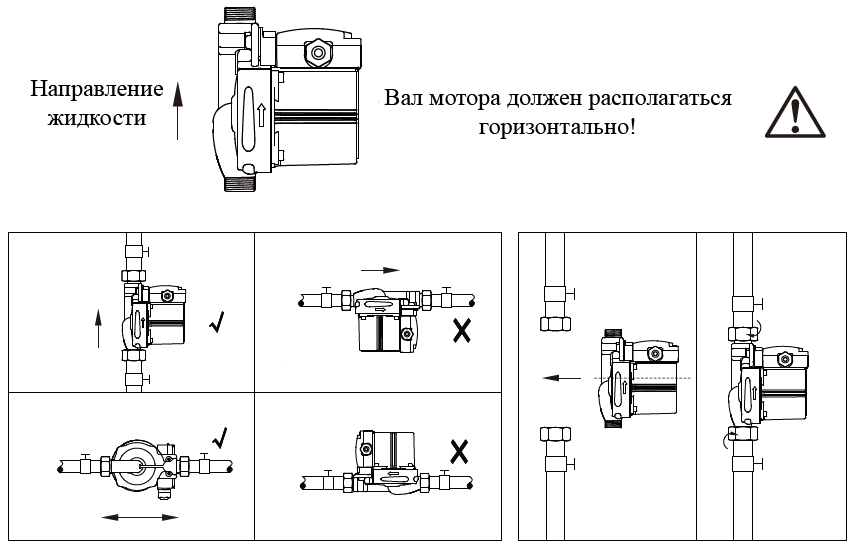 Направление
жидкости
Вал мотора должен располагаться
горизонтально!